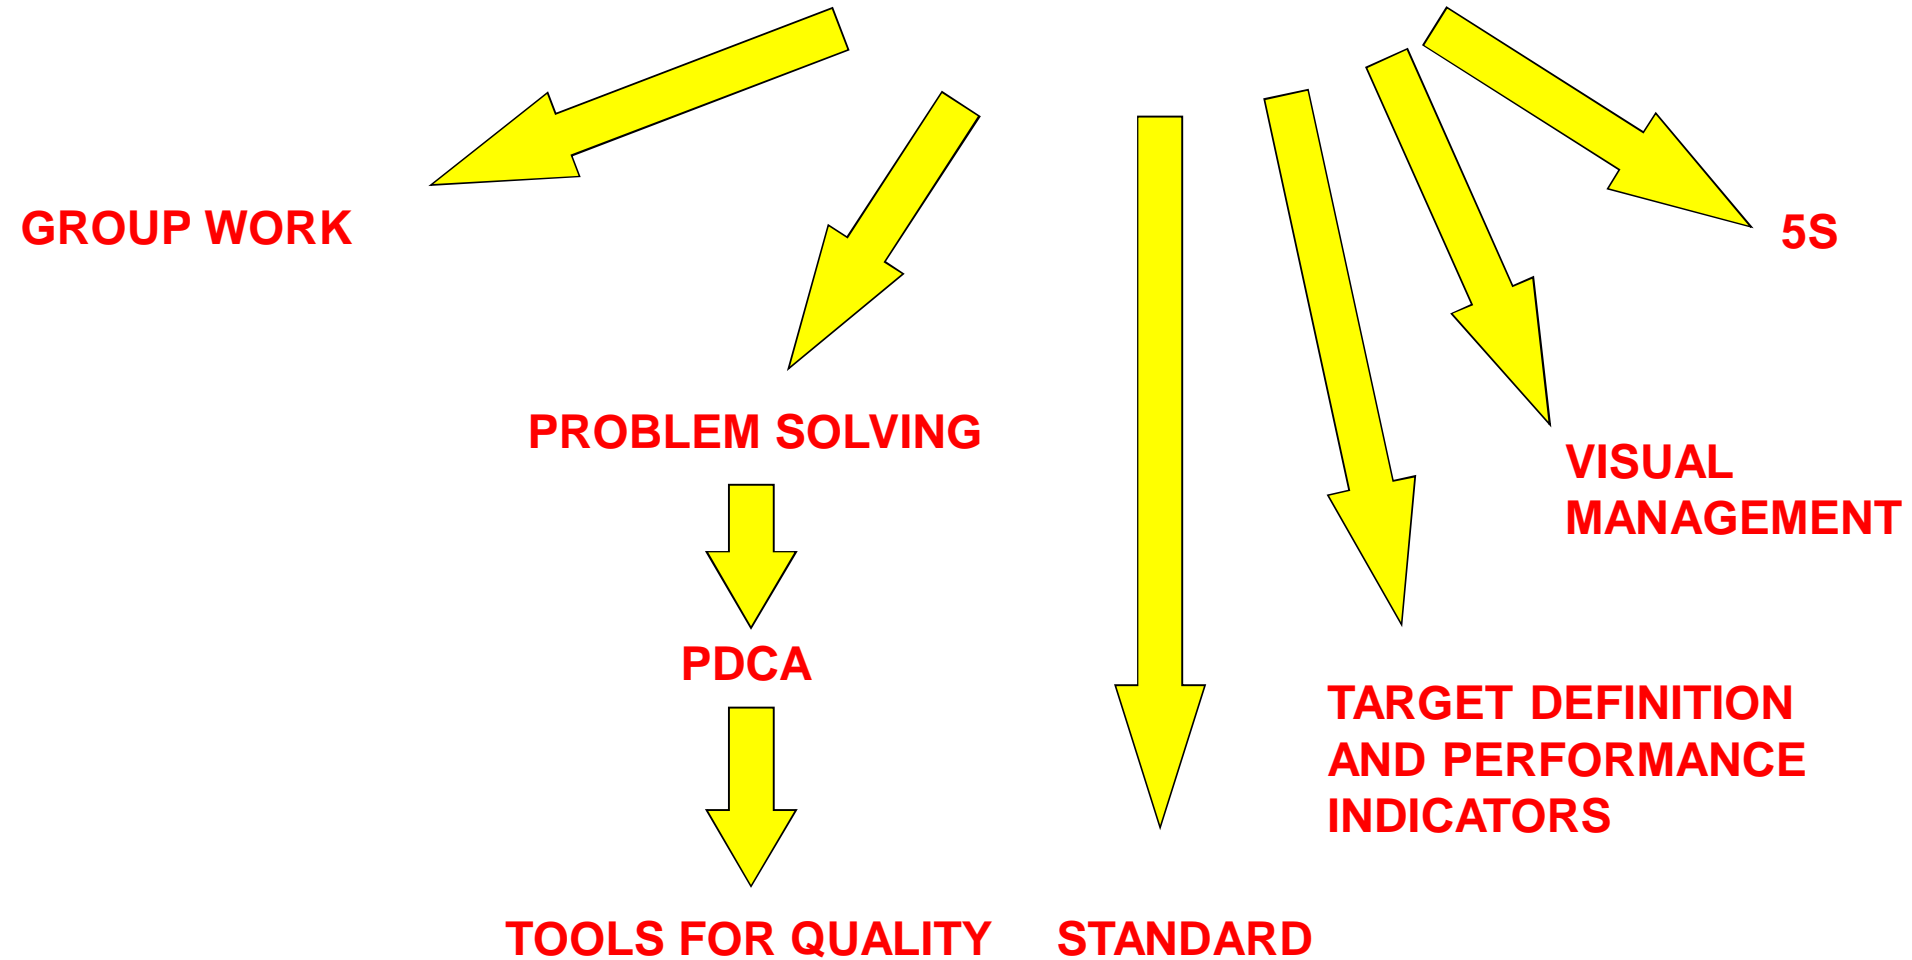 GROUP WORK
5S
PROBLEM SOLVING
VISUAL
MANAGEMENT
PDCA
TARGET DEFINITION
AND PERFORMANCE
INDICATORS
TOOLS FOR QUALITY
STANDARD